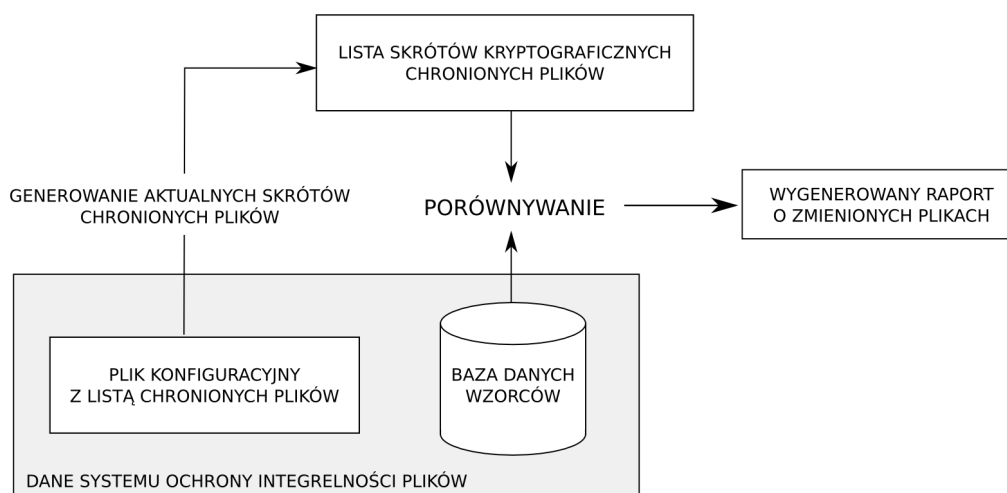 LISTA SKRÓTÓW KRYPTOGRAFICZNYCH
CHRONIONYCH PLIKÓW
GENEROWANIE AKTUALNYCH SKRÓTÓW
CHRONIONYCH PLIKÓW
PORÓWNYWANIE
WYGENEROWANY RAPORT
O ZMIENIONYCH PLIKACH
PLIK KONFIGURACYJNY
Z LISTĄ CHRONIONYCH PLIKÓW
BAZA DANYCH
WZORCÓW
DANE SYSTEMU OCHRONY INTEGRELNOŚCI PLIKÓW